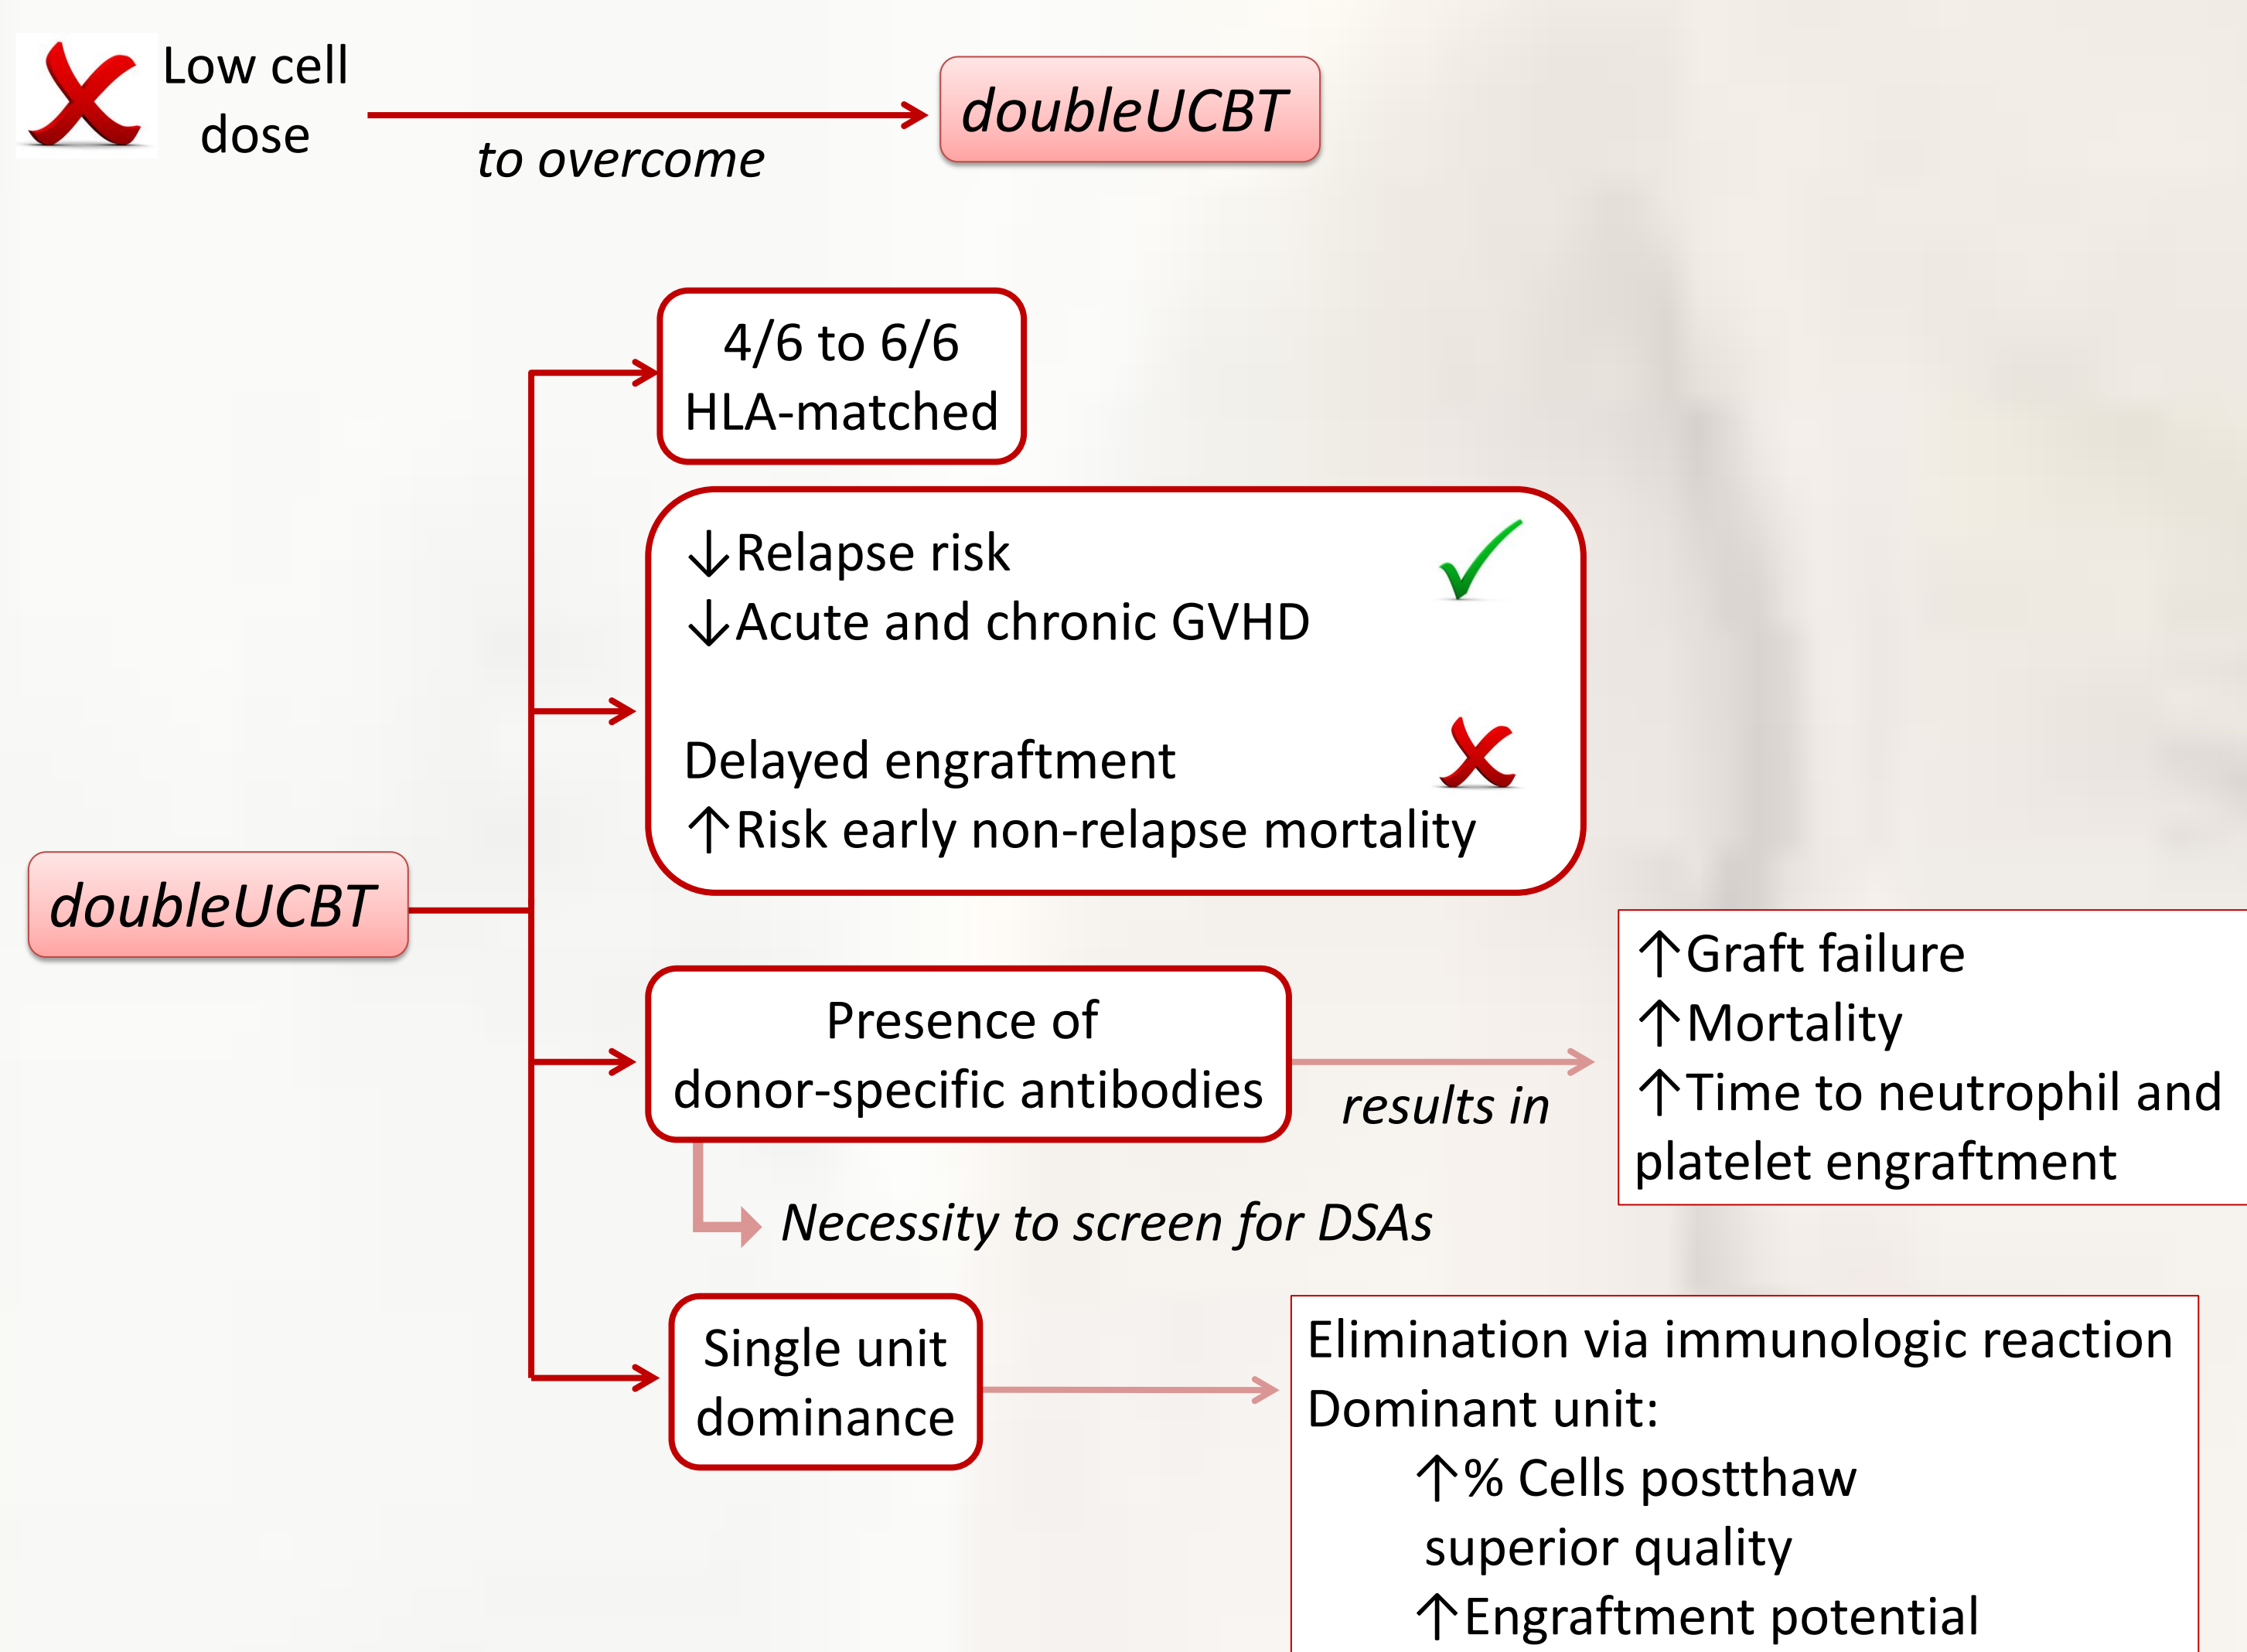 Low cell
dose
to overcome
doubleUCBT
4/6 to 6/6
HLA-matched
↓Relapse risk
↓Acute and chronic GVHD
Delayed engraftment
↑Risk early non-relapse mortality
doubleUCBT
Presence of
donor-specific antibodies
results in
↑Graft failure
↑Mortality
↑Time to neutrophil and
platelet engraftment
Necessity to screen for DSAs
Single unit
dominance
Elimination via immunologic reaction
Dominant unit:
↑% Cells postthaw
superior quality
↑Engraftment potential